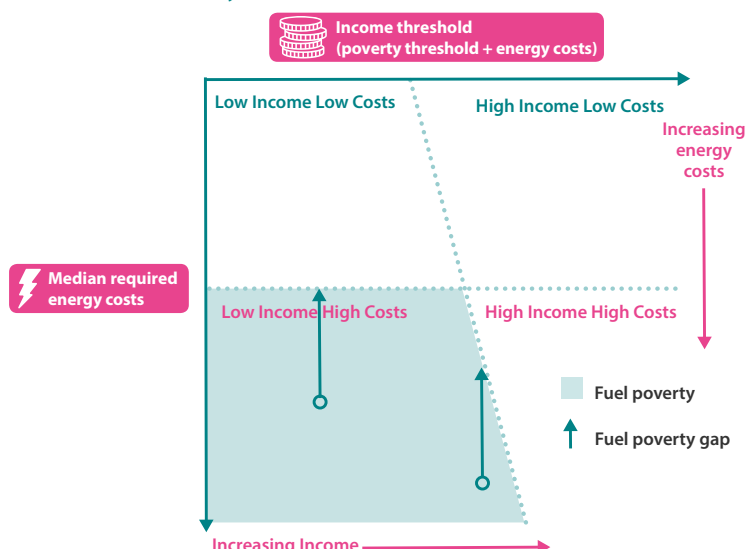 Income threshold
(poverty threshold + energy costs)
Low Income Low Costs
High Income Low Costs
Increasing
energy
costs
Median required
energy costs
Low Income High Costs
High Income High Costs
Fuel poverty
Fuel poverty gap
Increasing Income